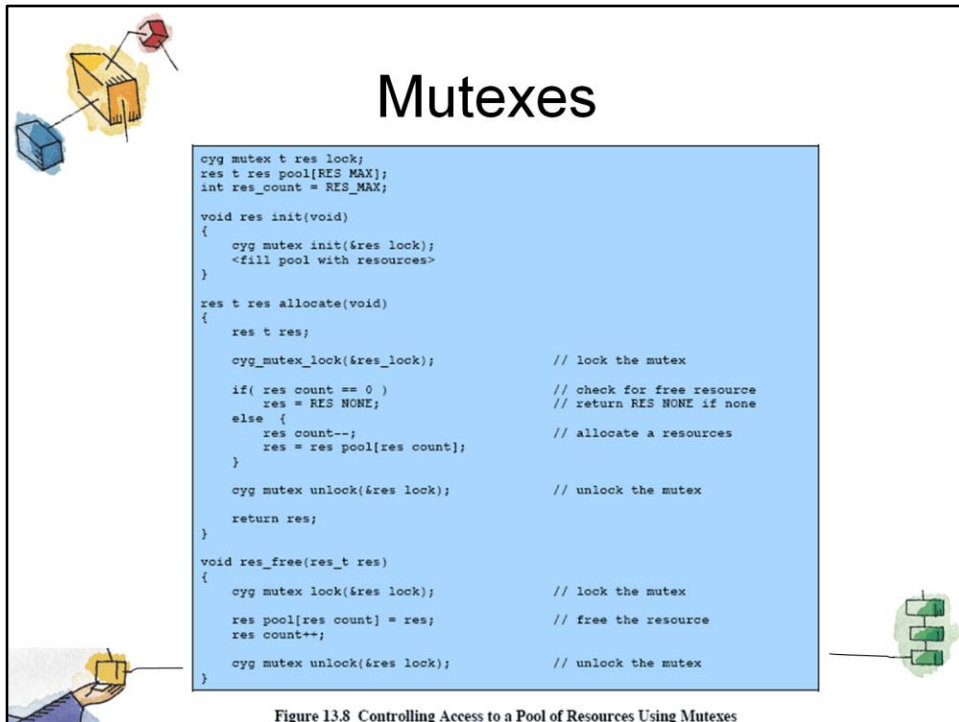 Mutexes
cyg mutex t res lock;
res t res pool[RES MAX];
int res_count = RES_MAX;
void res init(void)
{
cyg mutex init(&res lock);
<fill pool with resources>
}
res t res allocate(void)
{
res t res;
cyg_mutex_lock(&res_lock); // lock the mutex
if( res count == 0 ) // check for free resource
res = RES NONE; // return RES NONE if none
else {
res count--; // allocate a resources
res = res pool[res count];
}
cyg mutex unlock(&res lock); // unlock the mutex
return res;
}
void res_free(res_t res)
{
cyg mutex lock(&res lock); // lock the mutex
res pool[res count] = res; // free the resource
res count++;
cyg mutex unlock(&res lock); // unlock the mutex
}
Figure 13.8 Controlling Access to a Pool of Resources Using Mutexes